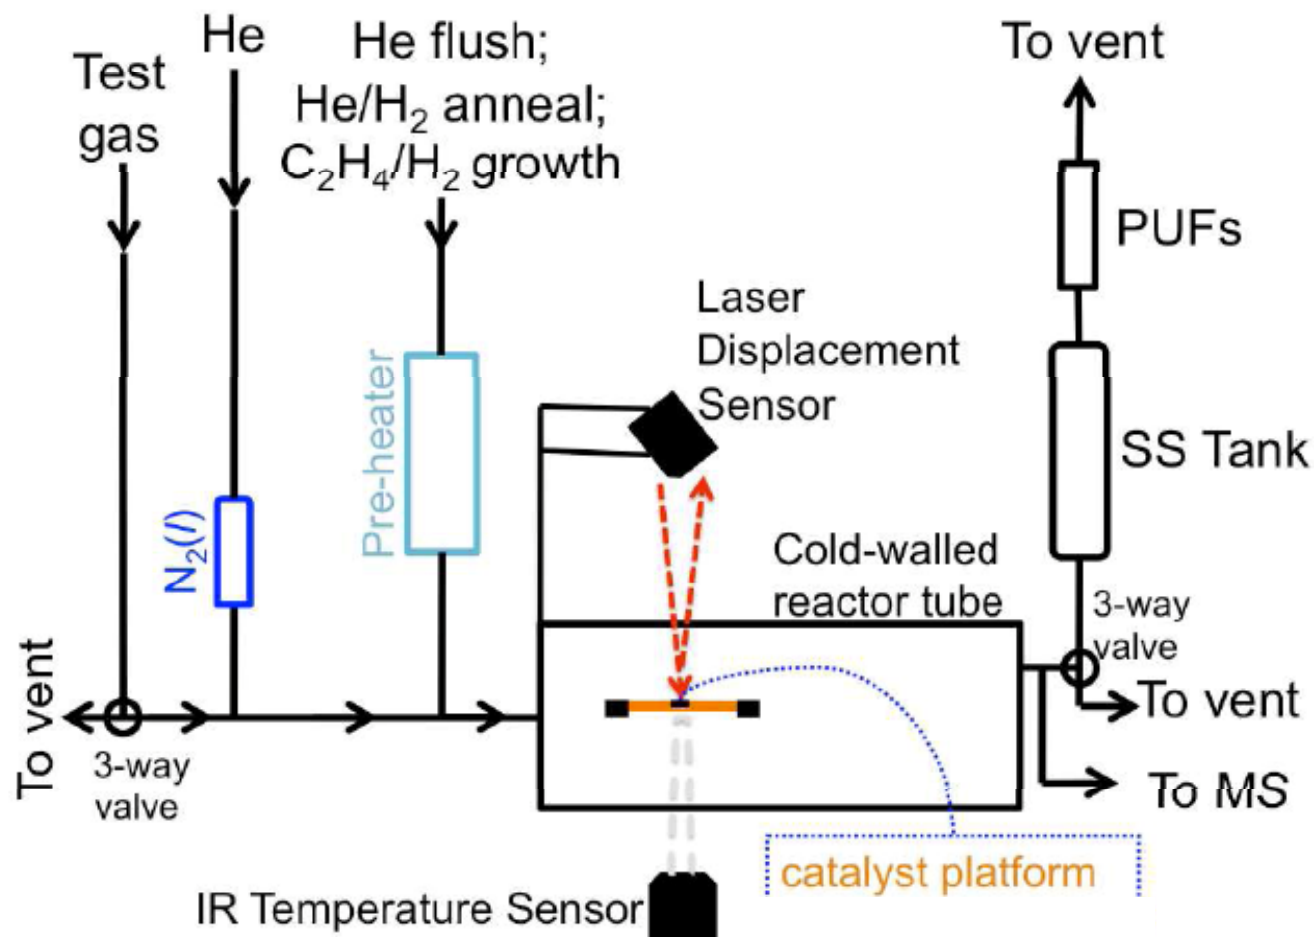 Test
gas
He
He flush;
He/H₂ anneal;
C₂H₄/H₂ growth
To vent
PUFs
SS Tank
Laser
Displacement
Sensor
Pre-heater
N₂(l)
Cold-walled
reactor tube
3-way
valve
To vent
To MS
To vent
3-way
valve
catalyst platform
IR Temperature Sensor